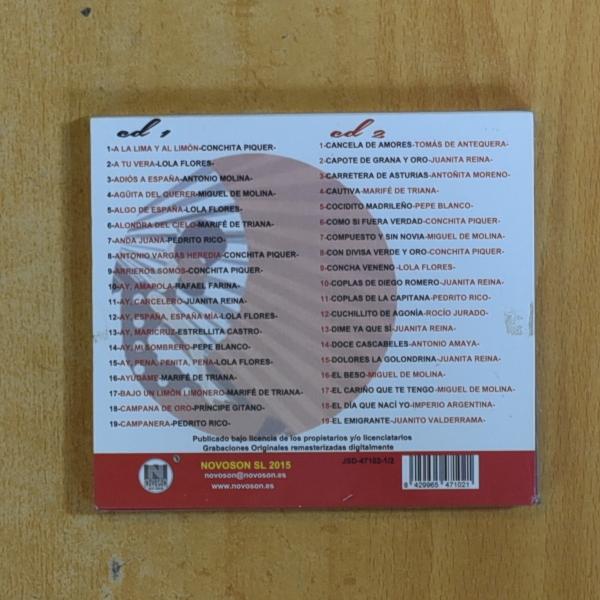 cd 1
1-A LA LIMA Y AL LIMÓN-CONCHITA PIQUER-
2-A TU VERA-LOLA FLORES-
3-ADIÓS A ESPAÑA-ANTONIO MOLINA-
4-AGÜITA DEL QUERER-MIGUEL DE MOLINA-
5-ALGO DE ESPAÑA-LOLA FLORES-
6-ALONDRA DEL CIELO-MARIFÉ DE TRIANA-
7-ANDA JUANA-PEDRITO RICO-
8-ANTONIO VARGAS HEREDIA-CONCHITA PIQUER-
9-ARRIEROS SOMOS-CONCHITA PIQUER-
10-AY, AMAPOLA-RAFAEL FARINA-
11-AY, CARCELERO-JUANITA REINA-
12-AY, ESPAÑA, ESPAÑA MÍA-LOLA FLORES-
13-AY, MARICRUZ-ESTRELLITA CASTRO-
14-AY, MI SOMBRERO-PEPE BLANCO-
15-AY, PENA, PENITA, PEÑA-LOLA FLORES-
16-AYÚDAME-MARIFÉ DE TRIANA-
17-BAJO UN LIMÓN LIMONERO-MARIFÉ DE TRIANA-
18-CAMPANA DE ORO-PRÍNCIPE GITANO-
19-CAMPANERA-PEDRITO RICO-
cd 2
1-CANCELA DE AMORES-TOMÁS DE ANTEQUERA-
2-CAPOTE DE GRANA Y ORO-JUANITA REINA-
3-CARRETERA DE ASTURIAS-ANTOÑITA MORENO-
4-CAUTIVA-MARIFÉ DE TRIANA-
5-COCIDITO MADRILEÑO-PEPE BLANCO-
6-COMO SI FUERA VERDAD-CONCHITA PIQUER-
7-COMPUESTO Y SIN NOVIA-MIGUEL DE MOLINA-
8-CON DIVISA VERDE Y ORO-CONCHITA PIQUER-
9-CONCHA VENENO-LOLA FLORES-
10-COPLAS DE DIEGO ROMERO-JUANITA REINA-
11-COPLAS DE LA CAPITANA-PEDRITO RICO-
12-CUCHILLITO DE AGONÍA-ROCÍO JURADO-
13-DIME YA QUE SÍ-JUANITA REINA-
14-DOCE CASCABELES-ANTONIO AMAYA-
15-DOLORES LA GOLONDRINA-JUANITA REINA-
16-EL BESO-MIGUEL DE MOLINA-
17-EL CARIÑO QUE TE TENGO-MIGUEL DE MOLINA-
18-EL DÍA QUE NACÍ YO-IMPERIO ARGENTINA-
19-EL EMIGRANTE-JUANITO VALDERRAMA-
Publicado bajo licencia de los propietarios y/o licenciatarios
Grabaciones Originales remasterizadas digitalmente
NOVOSON
NOVOSON SL 2015
novoson@novoson.es
www.novoson.es
JSD-47102-1/2
8 429965 471021